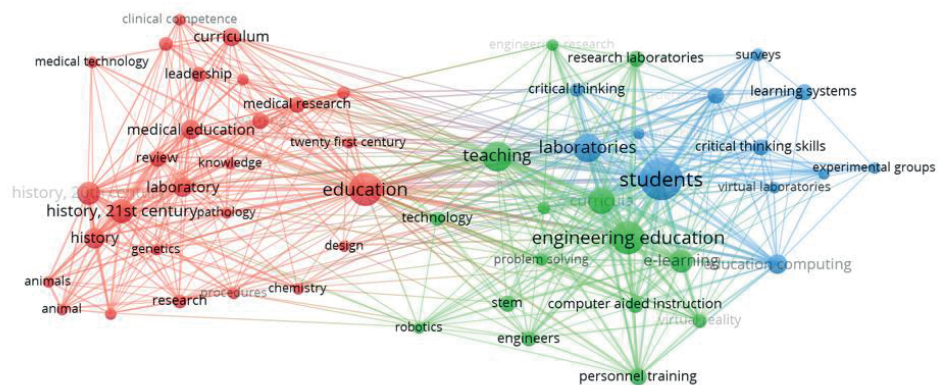 clinical competence
curriculum
medical technology
leadership
medical research
medical education
twenty first century
review
knowledge
education
history, 20th century
laboratory
history, 21st century
pathology
history
genetics
design
animals
chemistry
procedures
animal
research
engineering research
research laboratories
surveys
critical thinking
learning systems
laboratories
critical thinking skills
teaching
experimental groups
students
virtual laboratories
curricula
technology
engineering education
problem solving
e-learning
education computing
stem
computer aided instruction
virtual reality
robotics
engineers
personnel training